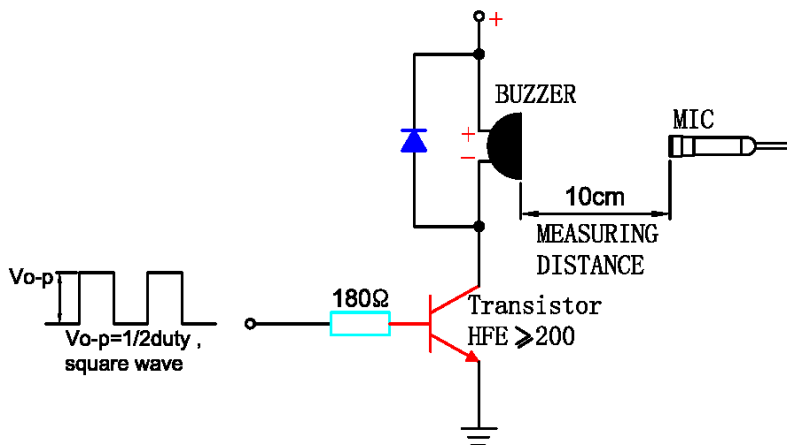 +
BUZZER
+
−
MIC
10cm
MEASURING
DISTANCE
Vo-p
Vo-p=1/2duty ,
square wave
180Ω
Transistor
HFE ⩾200